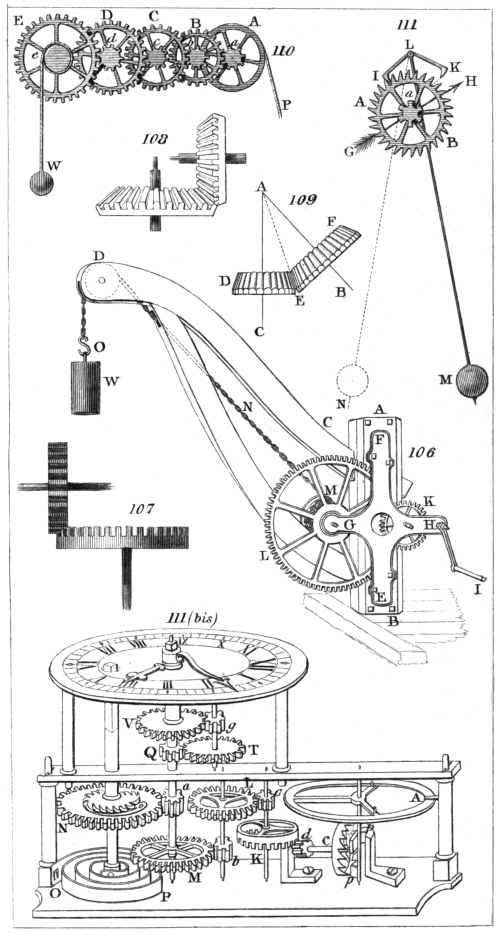 E D C B A
e d c b a
110
P
W
111
L
I K
H
A a
B
G
N M
108
109
A
F
D
E B
C
D
O
W
N
C
A
106
F
M
K
G H
L
I
E
B
107
111 (bis)
V g
Q T
a
N
b
M
O P
K
d C
A
p